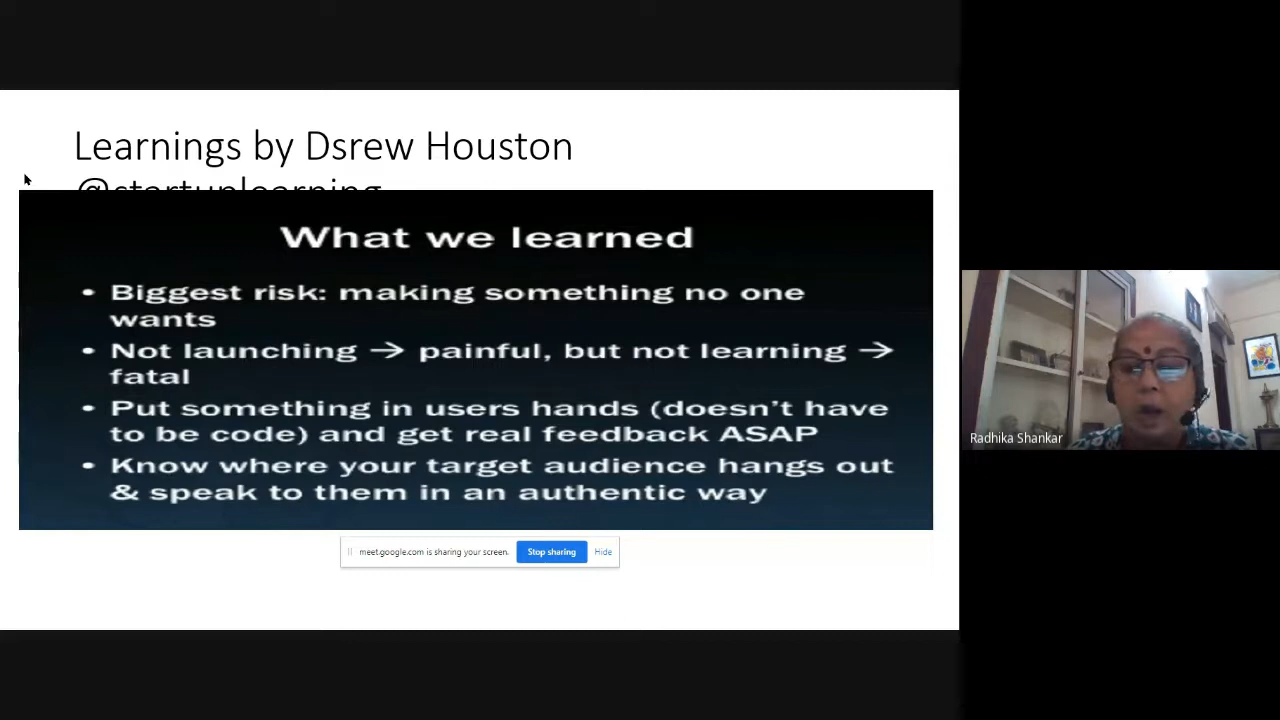 Learnings by Dsrew Houston
@startuplearning
What we learned
• Biggest risk: making something no one
wants
• Not launching → painful, but not learning →
fatal
• Put something in users hands (doesn't have
to be code) and get real feedback ASAP
• Know where your target audience hangs out
& speak to them in an authentic way
meet.google.com is sharing your screen.
Stop sharing
Hide
Radhika Shankar